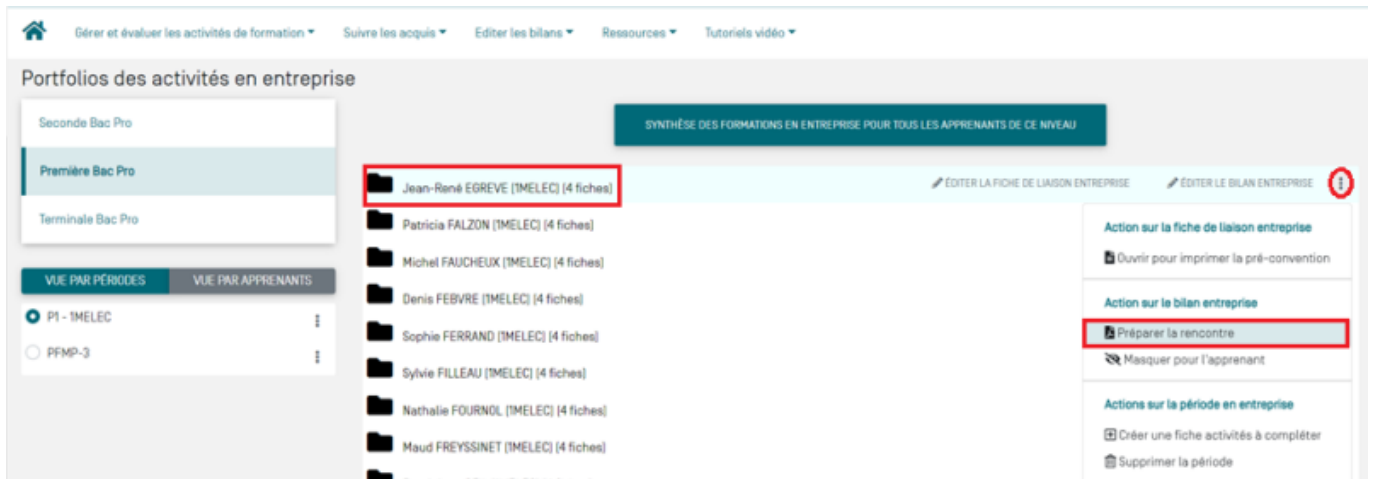 Gérer et évaluer les activités de formation Suivre les acquis Editer les bilans Ressources Tutoriels vidéo
Portfolios des activités en entreprise
Seconde Bac Pro
Première Bac Pro
Terminale Bac Pro
VUE PAR PÉRIODES VUE PAR APPRENANTS
P1 - 1MELEC
PFMP-3
SYNTHÈSE DES FORMATIONS EN ENTREPRISE POUR TOUS LES APPRENANTS DE CE NIVEAU
Jean-René EGREVE (1MELEC) (4 fiches) ÉDITER LA FICHE DE LIAISON ENTREPRISE ÉDITER LE BILAN ENTREPRISE
Patricia FALZON (1MELEC) (4 fiches)
Michel FAUCHEUX (1MELEC) (4 fiches)
Denis FEBVRE (1MELEC) (4 fiches)
Sophie FERRAND (1MELEC) (4 fiches)
Sylvie FILLEAU (1MELEC) (4 fiches)
Nathalie FOURNOL (1MELEC) (4 fiches)
Maud FREYSSINET (1MELEC) (4 fiches)
Action sur la fiche de liaison entreprise
Ouvrir pour imprimer la pré-convention
Action sur le bilan entreprise
Préparer la rencontre
Masquer pour l'apprenant
Actions sur la période en entreprise
Créer une fiche activités à compléter
Supprimer la période